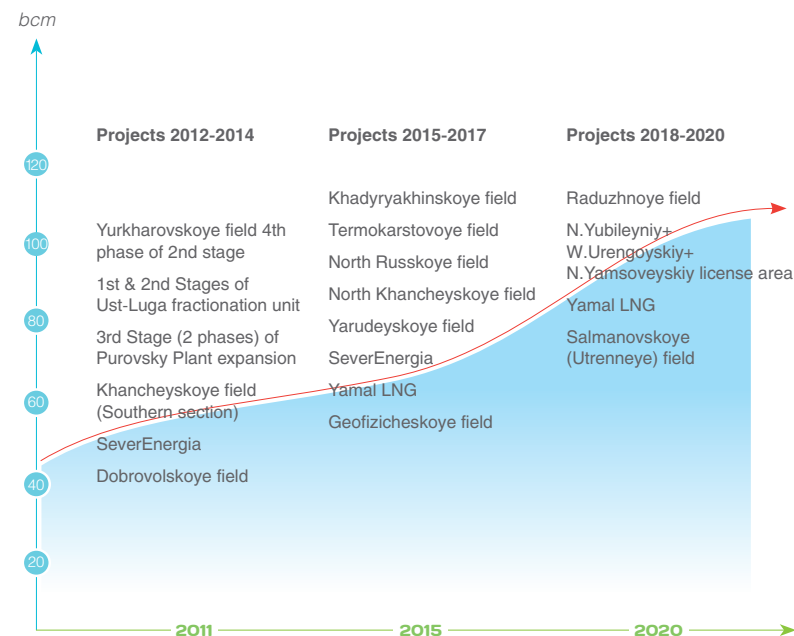 bcm
120
100
80
60
40
20
Projects 2012-2014
Yurkharovskoye field 4th
phase of 2nd stage
1st & 2nd Stages of
Ust-Luga fractionation unit
3rd Stage (2 phases) of
Purovsky Plant expansion
Khancheyskoye field
(Southern section)
SeverEnergia
Dobrovolskoye field
Projects 2015-2017
Khadyryakhinskoye field
Termokarstovoye field
North Russkoye field
North Khancheyskoye field
Yarudeyskoye field
SeverEnergia
Yamal LNG
Geofizicheskoye field
Projects 2018-2020
Raduzhnoye field
N.Yubileyniy+
W.Urengoyskiy+
N.Yamsoveyskiy license area
Yamal LNG
Salmanovskoye
(Utrenneye) field
2011
2015
2020